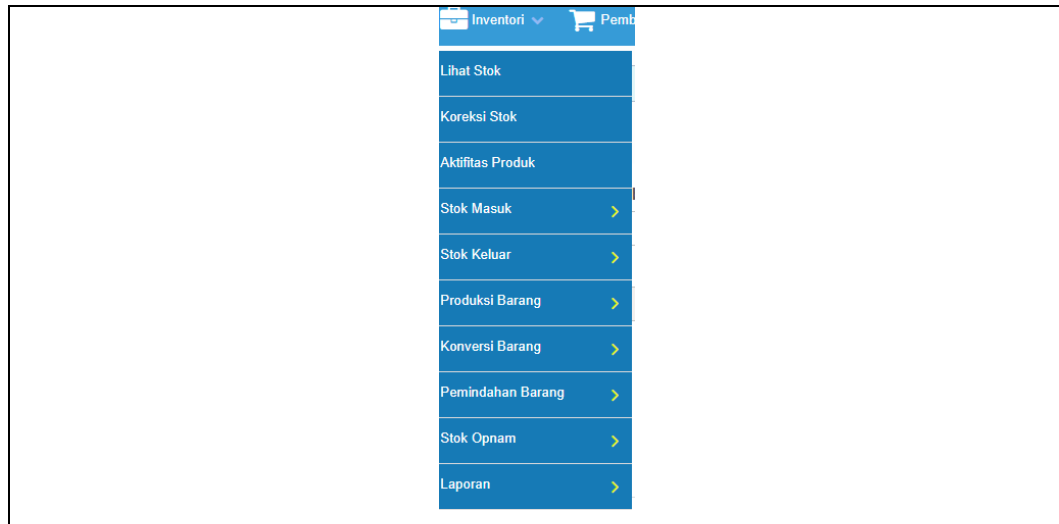 Inventori Pemb
Lihat Stok
Koreksi Stok
Aktifitas Produk
Stok Masuk
Stok Keluar
Produksi Barang
Konversi Barang
Pemindahan Barang
Stok Opnam
Laporan